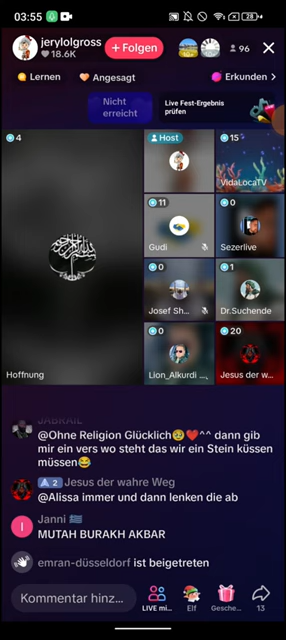 03:55
28
jerylolgross
18.6K
+ Folgen
96
Lernen
Angesagt
Erkunden >
Nicht erreicht
Live Fest-Ergebnis prüfen
4
Host
15
VidaLocaTV
11
Gudi
0
Sezerlive
0
Josef Sh...
1
Dr.Suchende
Hoffnung
0
Lion_Alkurdi ...
20
Jesus der w...
JABRAIL
@Ohne Religion Glücklich🥹❤️^^ dann gib
mir ein vers wo steht das wir ein Stein küssen
müssen😂
A 2 Jesus der wahre Weg
@Alissa immer und dann lenken die ab
I
Janni 🇬🇷
MUTAH BURAKH AKBAR
emran-düsseldorf ist beigetreten
Kommentar hinz...
LIVE mi...
Elf
Gesche...
13